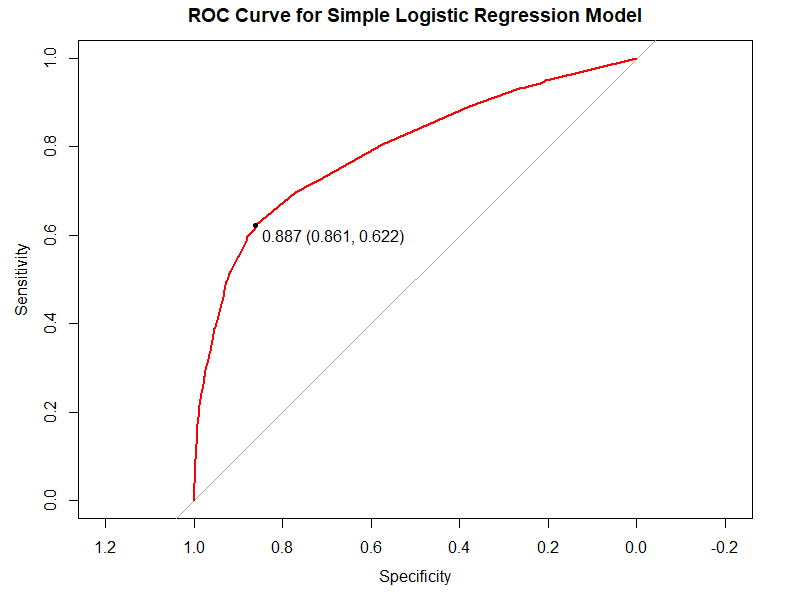 ROC Curve for Simple Logistic Regression Model
1.0
0.8
0.6
0.4
0.2
0.0
Sensitivity
0.887 (0.861, 0.622)
1.2 1.0 0.8 0.6 0.4 0.2 0.0 -0.2
Specificity